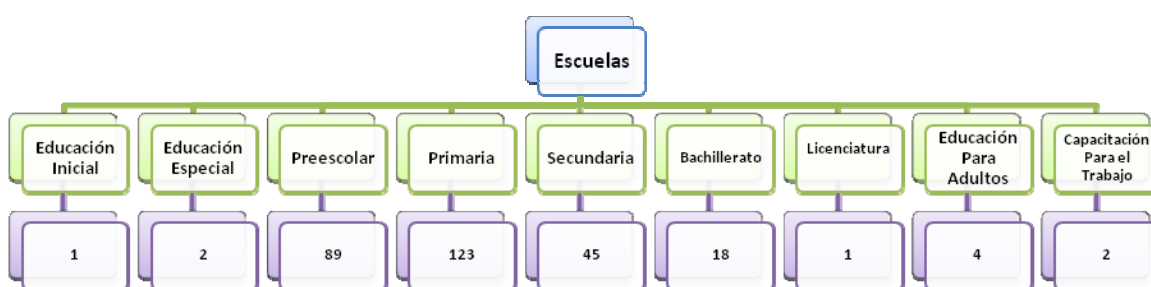 Escuelas
Educación
Inicial
Educación
Especial
Preescolar
Primaria
Secundaria
Bachillerato
Licenciatura
Educación
Para
Adultos
Capacitación
Para el
Trabajo
1
2
89
123
45
18
1
4
2